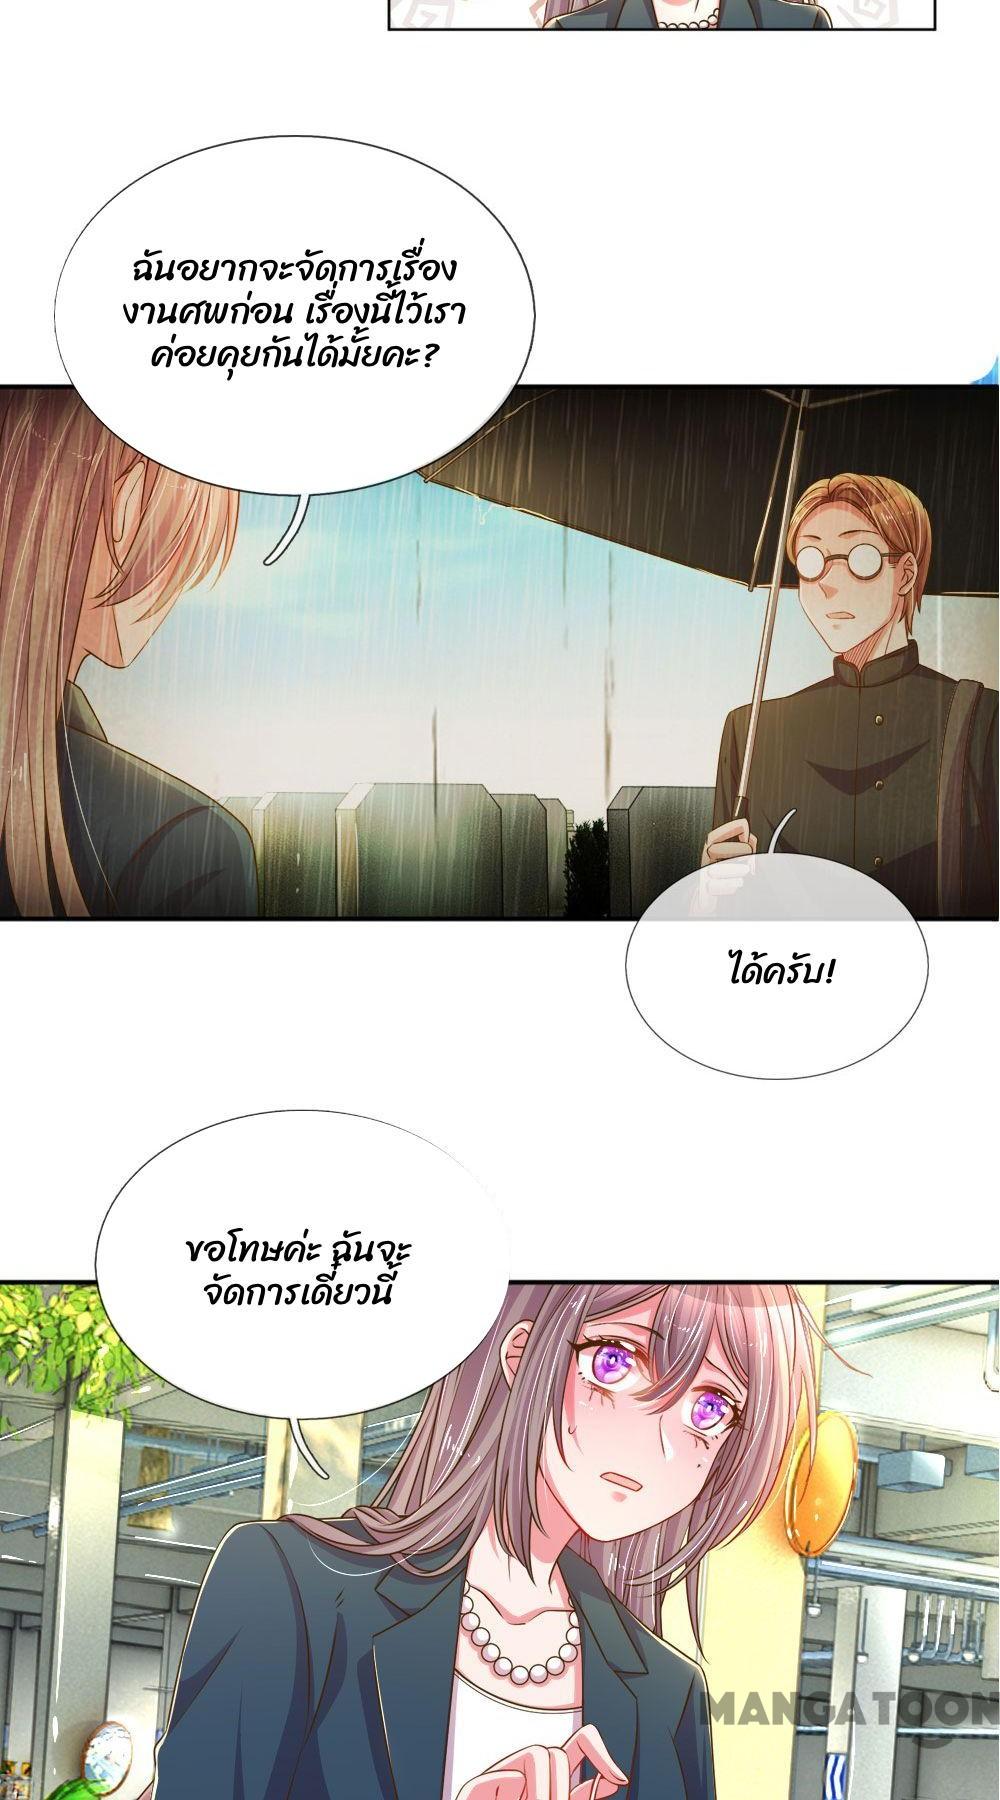 ฉันอยากจะจัดการเรื่อง
งานศพก่อน เรื่องนี้ไว้เรา
ค่อยคุยกันได้มั้ยคะ?
ได้ครับ!
ขอโทษค่ะ ฉันจะ
จัดการเดี๋ยวนี้
MANGATOON